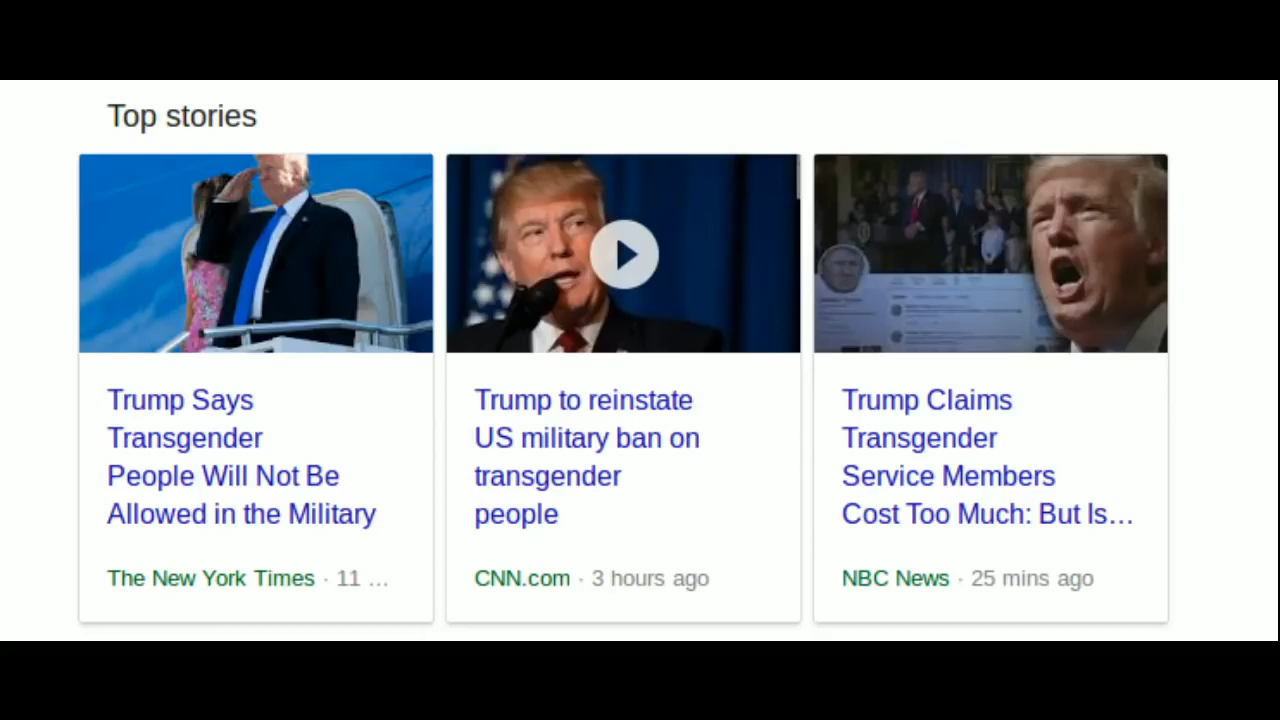 Top stories
Trump Says
Transgender
People Will Not Be
Allowed in the Military
The New York Times · 11 ...
Trump to reinstate
US military ban on
transgender
people
CNN.com · 3 hours ago
Trump Claims
Transgender
Service Members
Cost Too Much: But Is...
NBC News · 25 mins ago